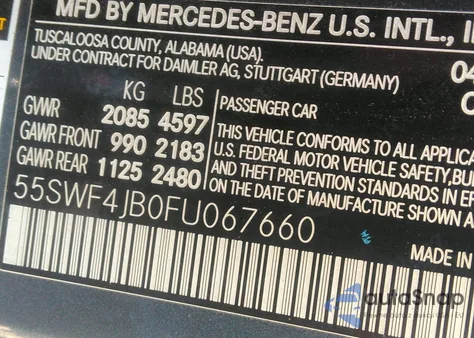 MFD BY MERCEDES-BENZ U.S. INTL., I
TUSCALOOSA COUNTY, ALABAMA (USA). 04
UNDER CONTRACT FOR DAIMLER AG, STUTTGART (GERMANY)
KG LBS
GVWR 2085 4597
GAWR FRONT 990 2183
GAWR REAR 1125 2480
PASSENGER CAR
THIS VEHICLE CONFORMS TO ALL APPLICA
U.S. FEDERAL MOTOR VEHICLE SAFETY, BU
AND THEFT PREVENTION STANDARDS IN EF
ON THE DATE OF MANUFACTURE SHOWN A
55SWF4JB0FU067660
MADE IN
autoSnap